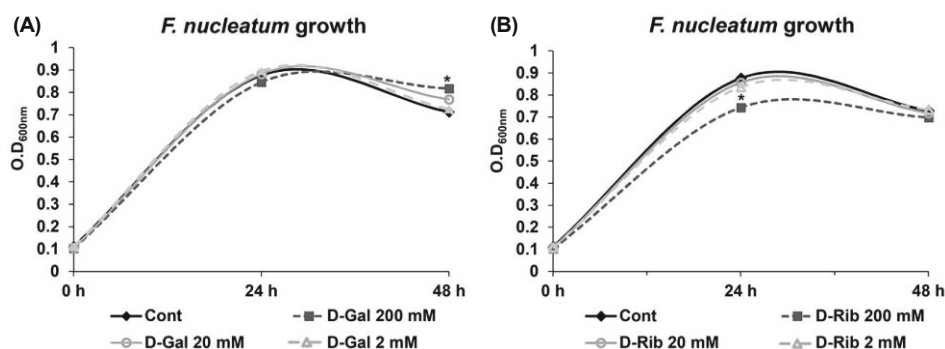 (A)
F. nucleatum growth
1
0.9
0.8
0.7
0.6
0.5
0.4
0.3
0.2
0.1
0
O.D600nm
*
0 h 24 h 48 h
Cont D-Gal 200 mM
D-Gal 20 mM D-Gal 2 mM
(B)
F. nucleatum growth
1
0.9
0.8
0.7
0.6
0.5
0.4
0.3
0.2
0.1
0
O.D600nm
*
0 h 24 h 48 h
Cont D-Rib 200 mM
D-Rib 20 mM D-Rib 2 mM